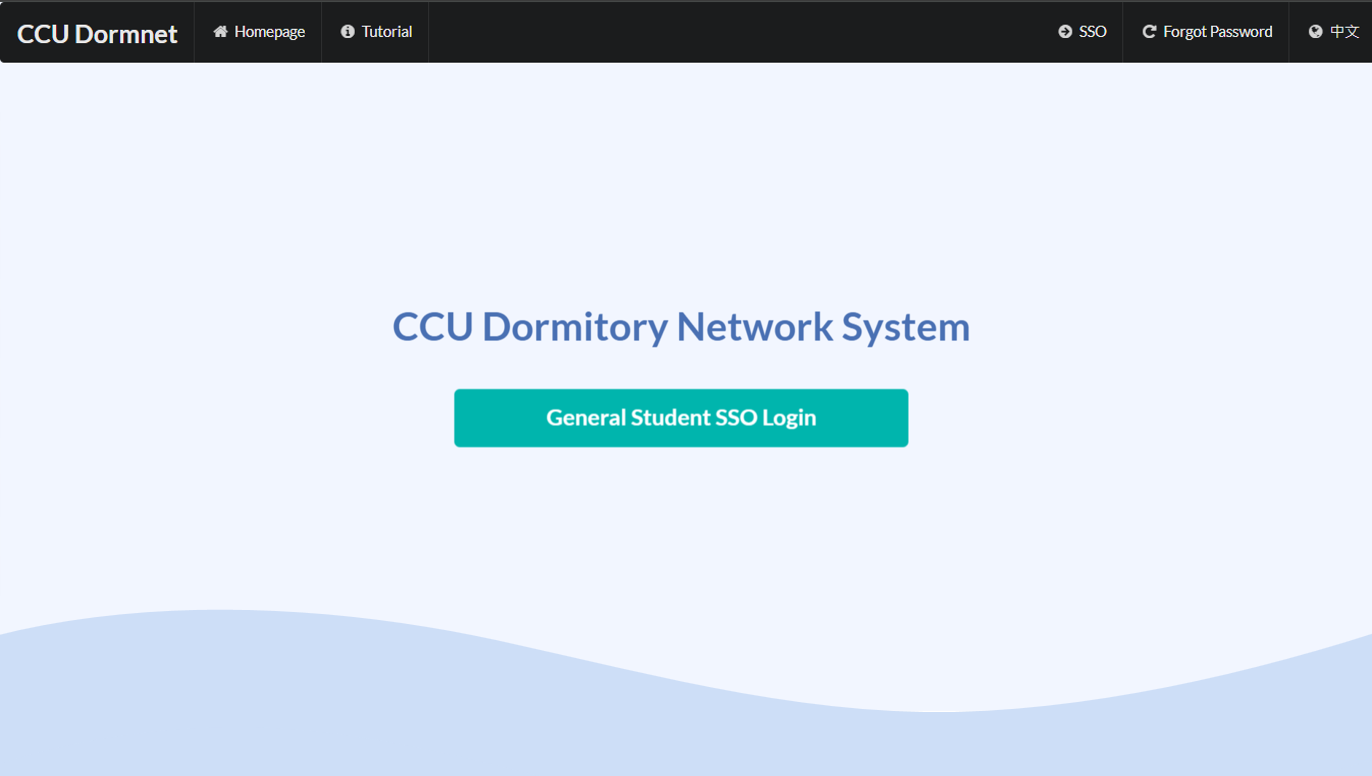 CCU Dormnet Homepage Tutorial SSO Forgot Password 中文
CCU Dormitory Network System
General Student SSO Login